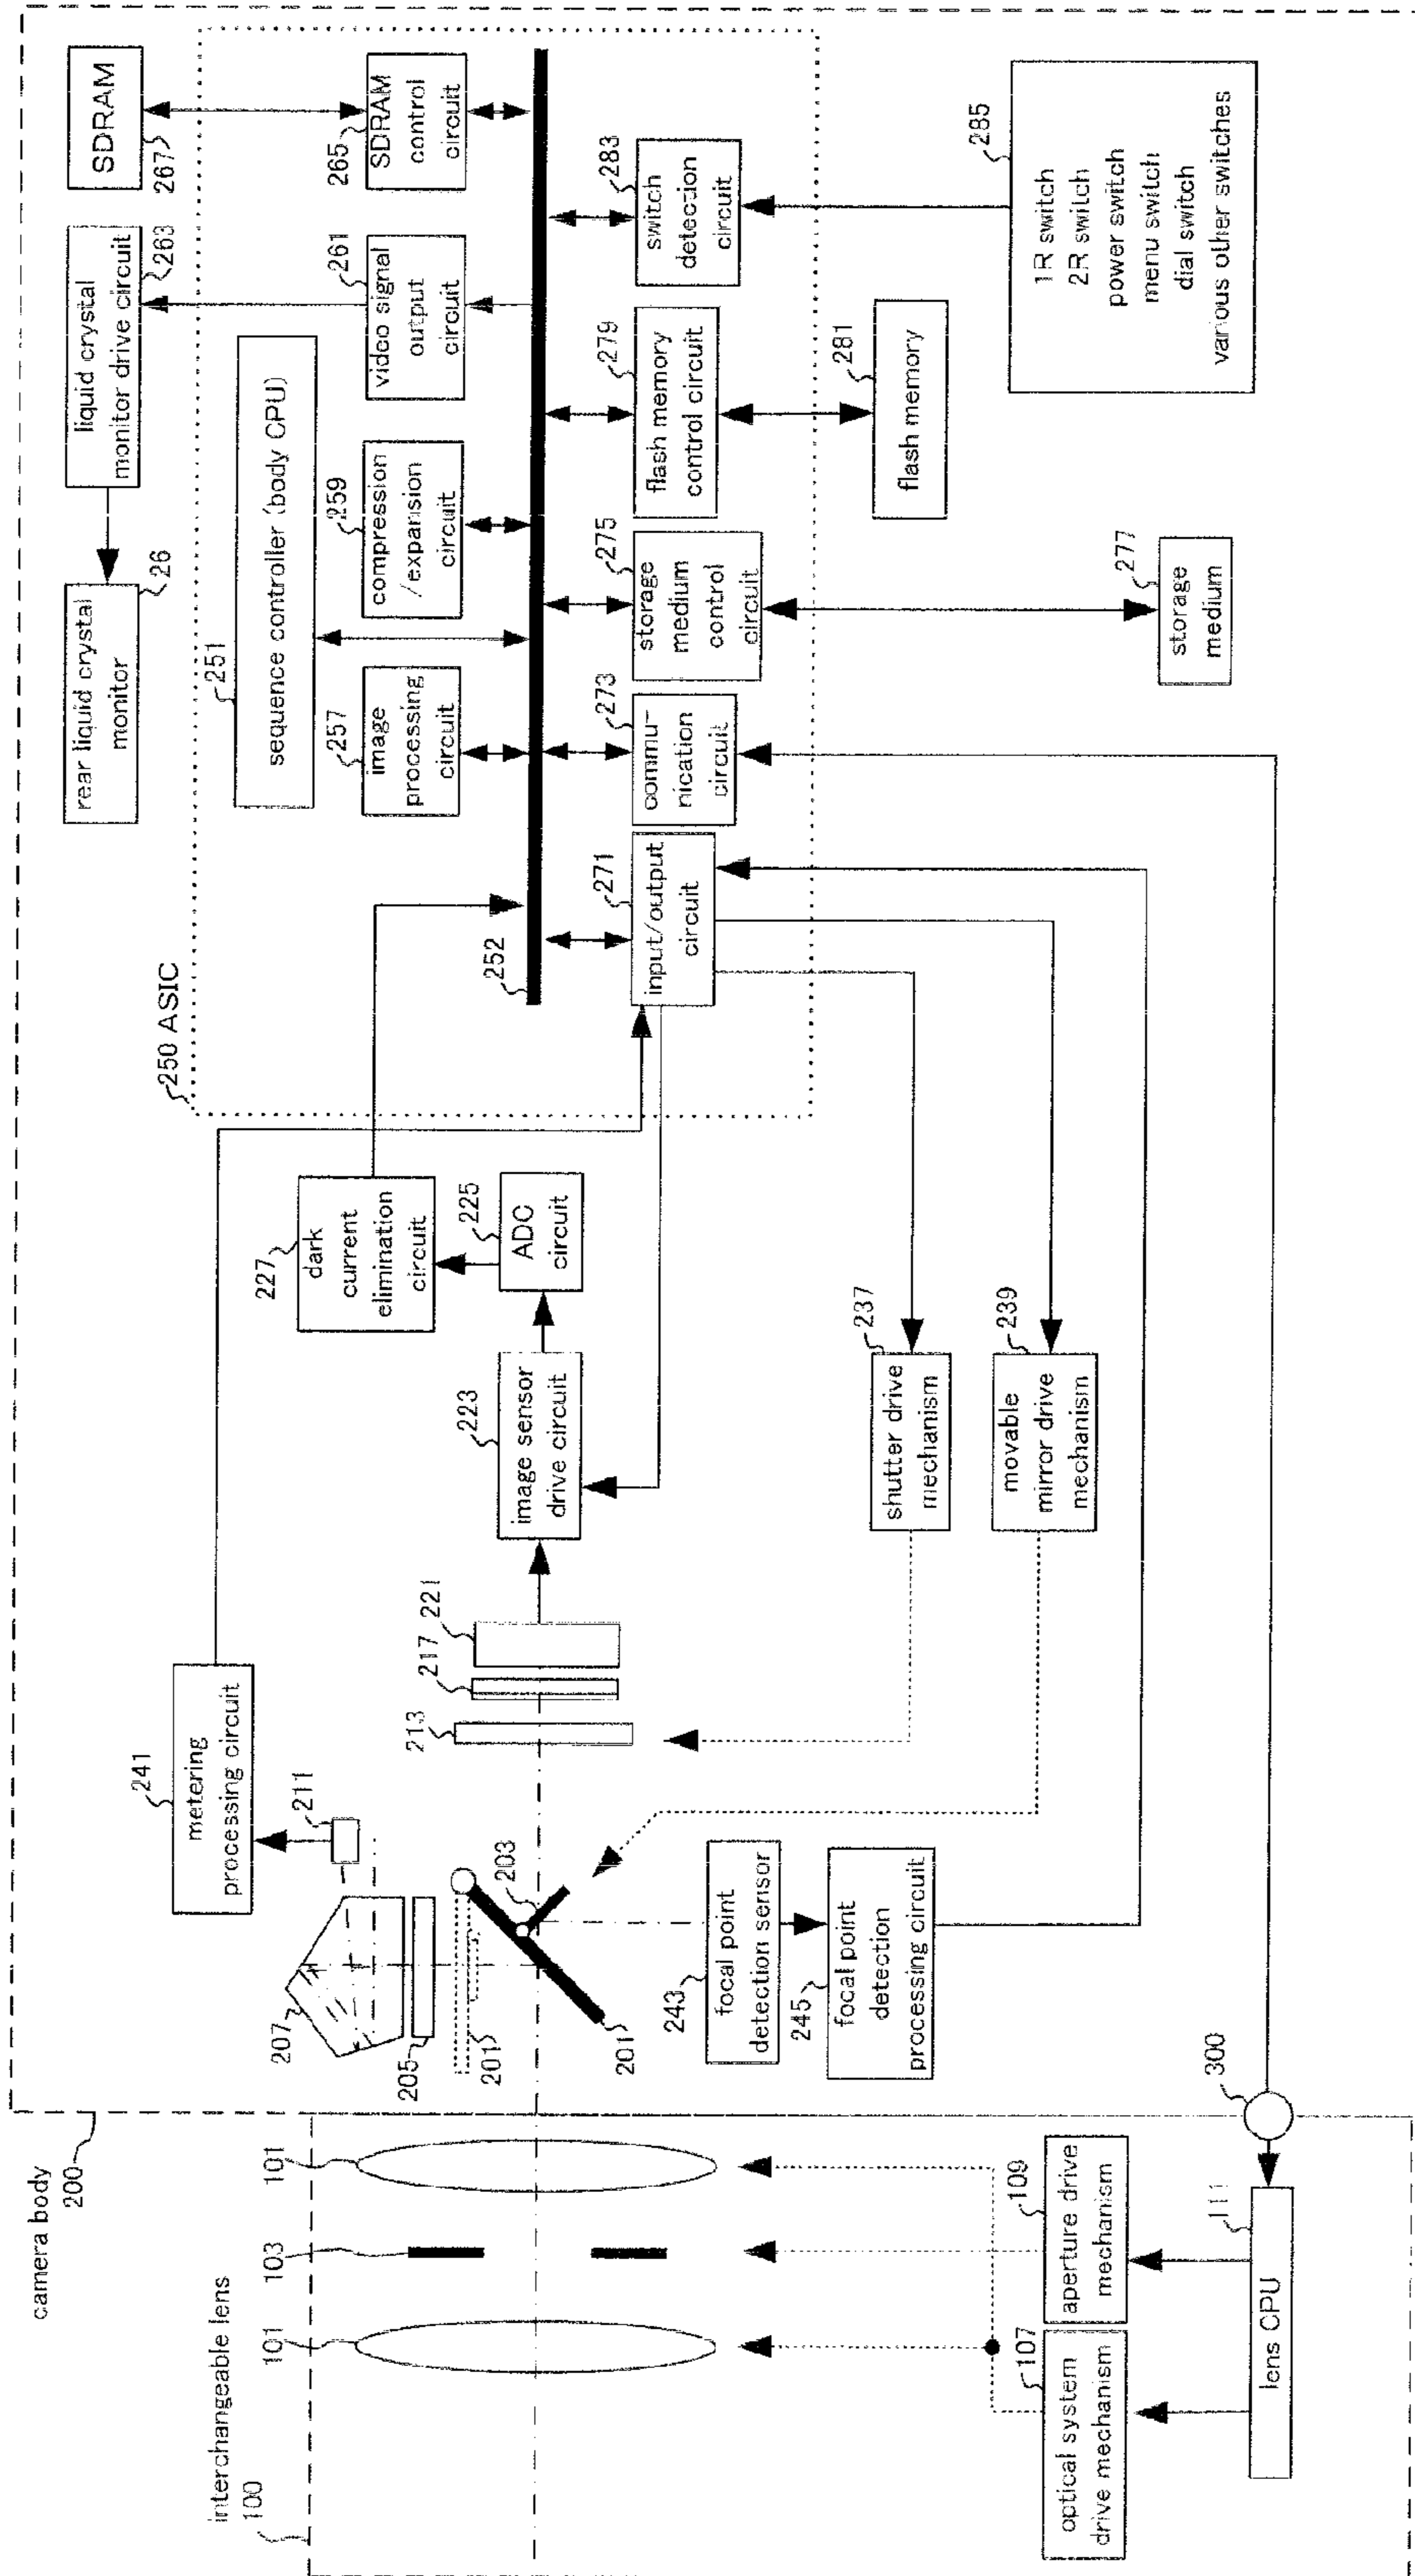 camera body
200
interchangeable lens
100
101
103
101
optical system
drive mechanism
107
aperture drive
mechanism
109
lens CPU
111
300
207
205
201
201
203
211
metering
processing circuit
241
213
217
221
focal point
detection sensor
243
focal point
detection
processing circuit
245
image sensor
drive circuit
223
ADC
circuit
225
dark
current
elimination
circuit
227
shutter drive
mechanism
237
movable
mirror drive
mechanism
239
250 ASIC
252
sequence controller (body CPU)
251
image
processing
circuit
257
compression
/expansion
circuit
259
video signal
output
circuit
261
SDRAM
control
circuit
265
rear liquid crystal
monitor
26
liquid crystal
monitor drive circuit
263
SDRAM
267
input/output
circuit
271
commu-
nication
circuit
273
storage
medium
control
circuit
275
flash memory
control circuit
279
switch
detection
circuit
283
storage
medium
277
flash memory
281
1R switch
2R switch
power switch
menu switch
dial switch
various other switches
285